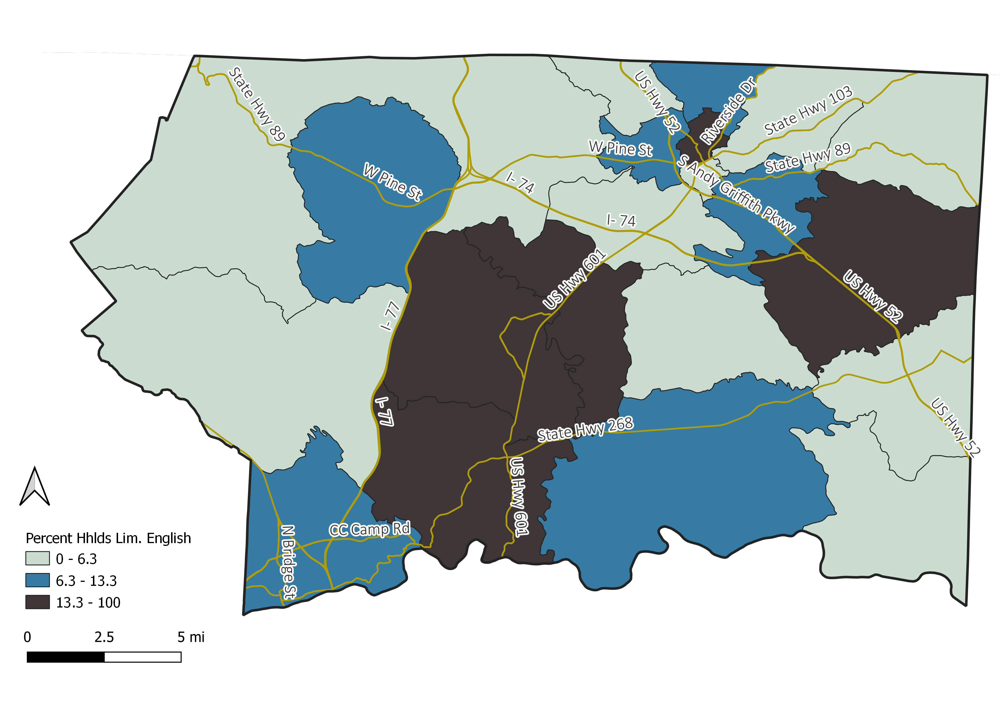 State Hwy 89
US Hwy 52
Riverside Dr
State Hwy 103
W Pine St
State Hwy 89
W Pine St
I- 74
S Andy Griffith Pkwy
I- 74
US Hwy 601
US Hwy 52
I- 77
I- 77
State Hwy 268
US Hwy 52
US Hwy 601
CC Camp Rd
N Bridge St
Percent Hhlds Lim. English
0 - 6.3
6.3 - 13.3
13.3 - 100
0 2.5 5 mi